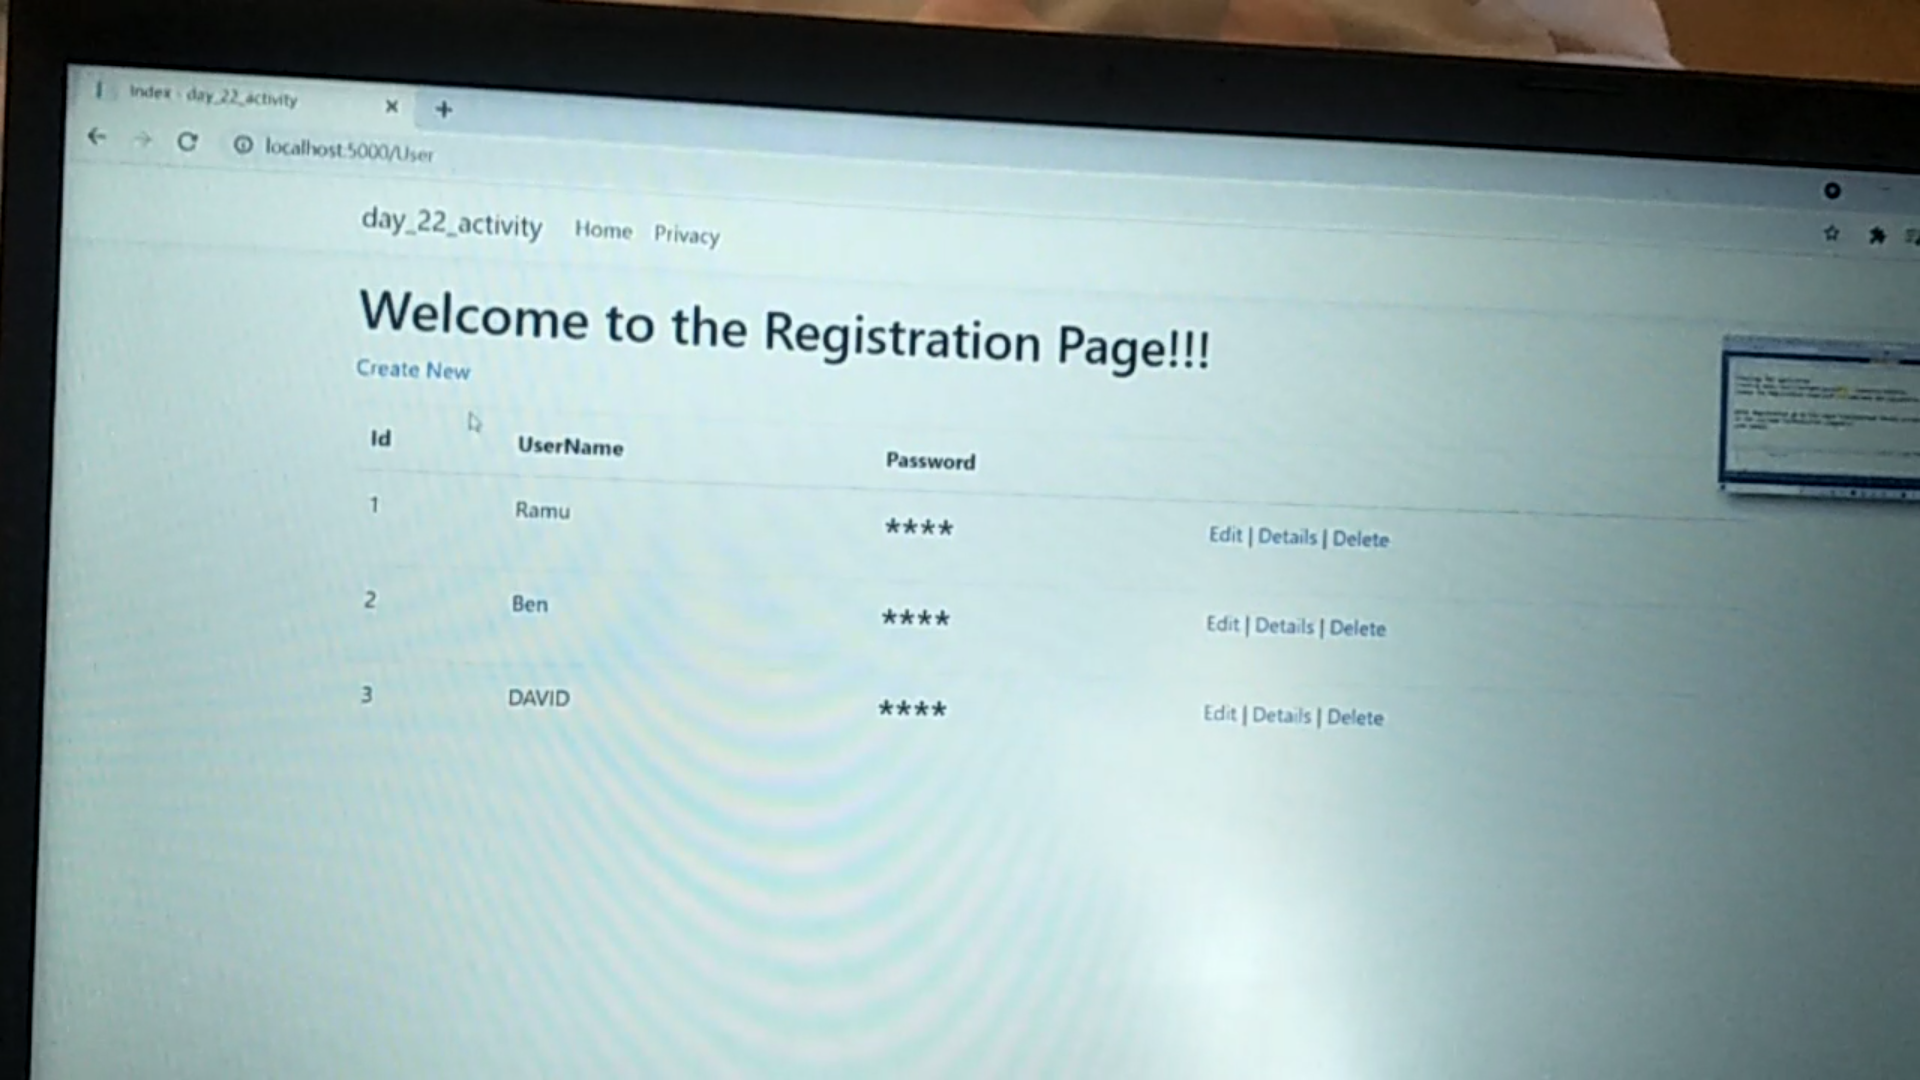 Index - day_22_activity
localhost:5000/User
day_22_activity Home Privacy
Welcome to the Registration Page!!!
Create New
Id UserName Password
1 Ramu **** Edit | Details | Delete
2 Ben **** Edit | Details | Delete
3 DAVID **** Edit | Details | Delete